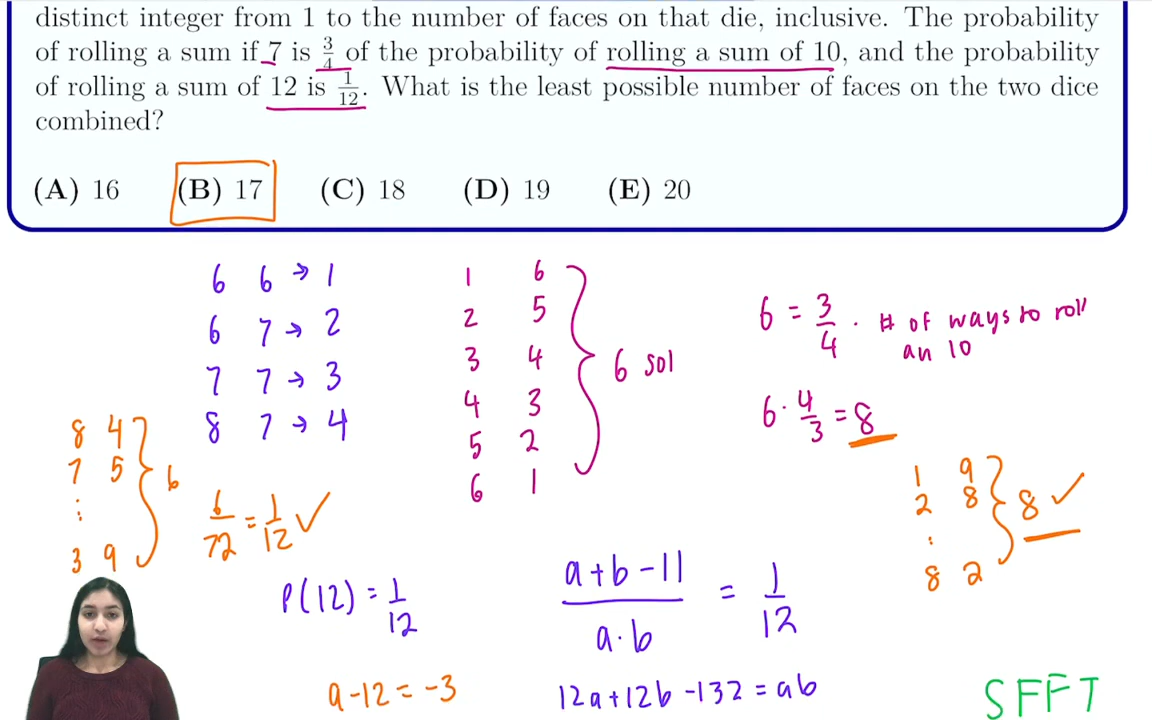 distinct integer from 1 to the number of faces on that die, inclusive. The probability
of rolling a sum if 7 is 3/4 of the probability of rolling a sum of 10, and the probability
of rolling a sum of 12 is 1/12. What is the least possible number of faces on the two dice
combined?
(A) 16 (B) 17 (C) 18 (D) 19 (E) 20
6 6 → 1
6 7 → 2
7 7 → 3
8 7 → 4
1 6
2 5
3 4
4 3
5 2
6 1
6 sol
6 = 3/4 · # of ways to roll
an 10
6 · 4/3 = 8
8 4
7 5
⋮
3 9
6
6/72 = 1/12 ✓
1 9
2 8
⋮
8 2
8 ✓
P(12) = 1/12
a+b-11 / a·b = 1/12
a-12 = -3
12a+12b-132 = ab
SFFT